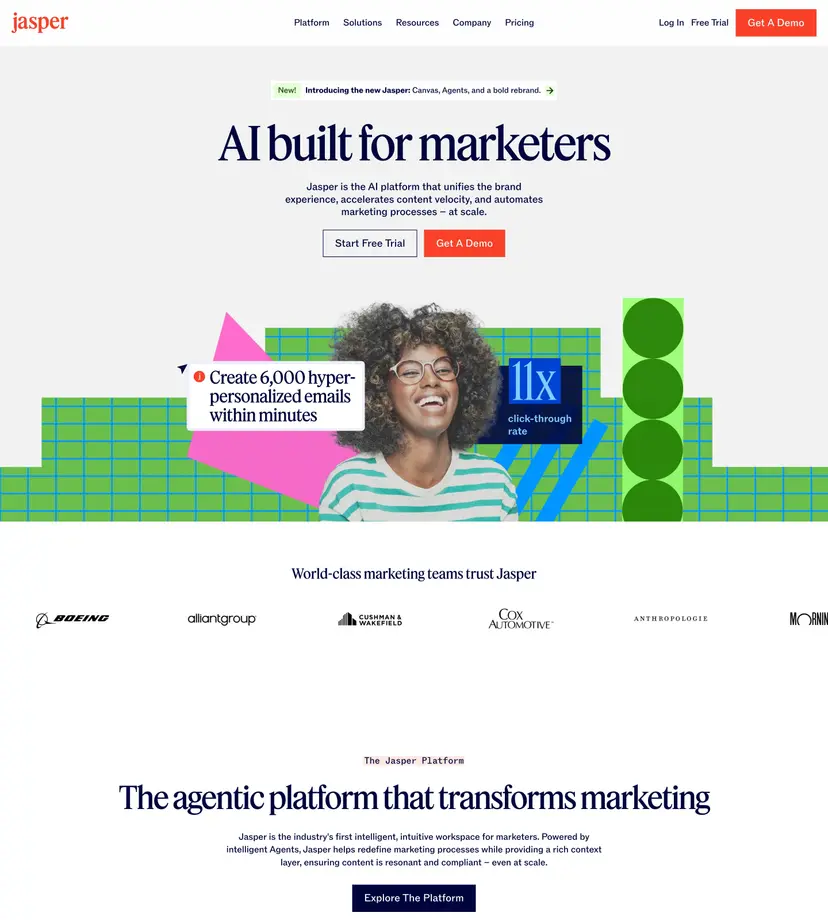 jasper
Platform Solutions Resources Company Pricing
Log In Free Trial Get A Demo
New! Introducing the new Jasper: Canvas, Agents, and a bold rebrand.
AI built for marketers
Jasper is the AI platform that unifies the brand
experience, accelerates content velocity, and automates
marketing processes – at scale.
Start Free Trial Get A Demo
Create 6,000 hyper-
personalized emails
within minutes
11x
click-through
rate
World-class marketing teams trust Jasper
BOEING
alliantgroup
CUSHMAN &
WAKEFIELD
COX
AUTOMOTIVE™
ANTHROPOLOGIE
MORNIN
The Jasper Platform
The agentic platform that transforms marketing
Jasper is the industry's first intelligent, intuitive workspace for marketers. Powered by
intelligent Agents, Jasper helps redefine marketing processes while providing a rich context
layer, ensuring content is resonant and compliant – even at scale.
Explore The Platform